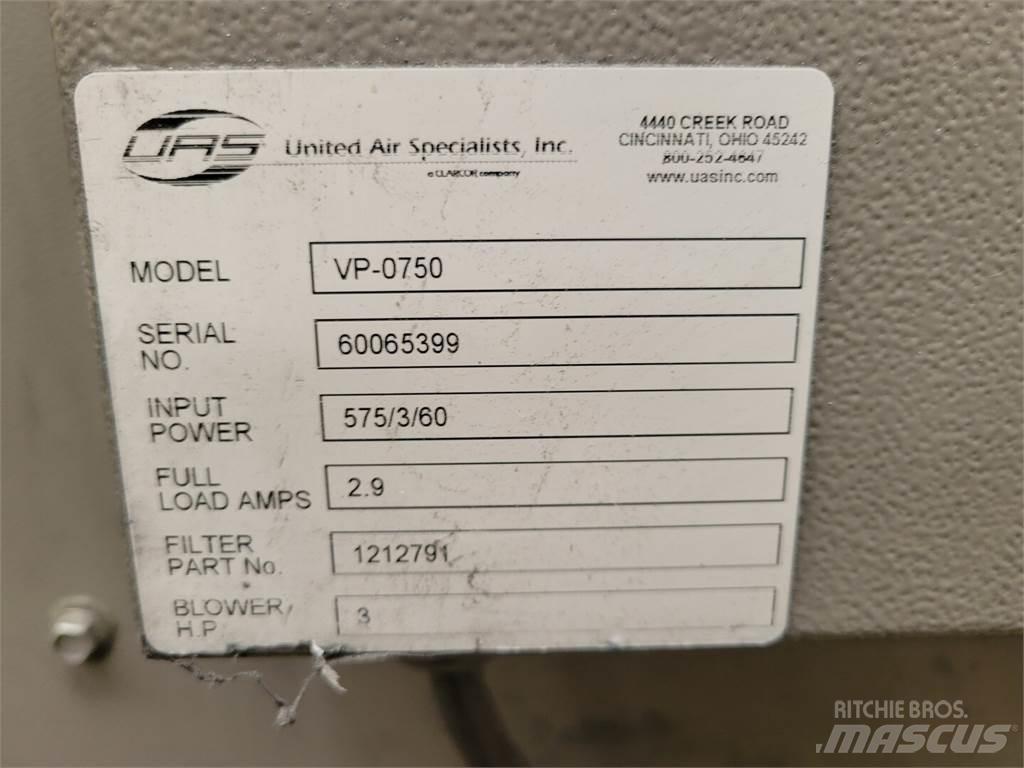 UAS
United Air Specialists, Inc.
a CLARCOR company
4440 CREEK ROAD
CINCINNATI, OHIO 45242
800-252-4647
www.uasinc.com
MODEL
VP-0750
SERIAL
NO.
60065399
INPUT
POWER
575/3/60
FULL
LOAD AMPS
2.9
FILTER
PART No.
1212791
BLOWER
H.P.
3
RITCHIE BROS.
MASCUS